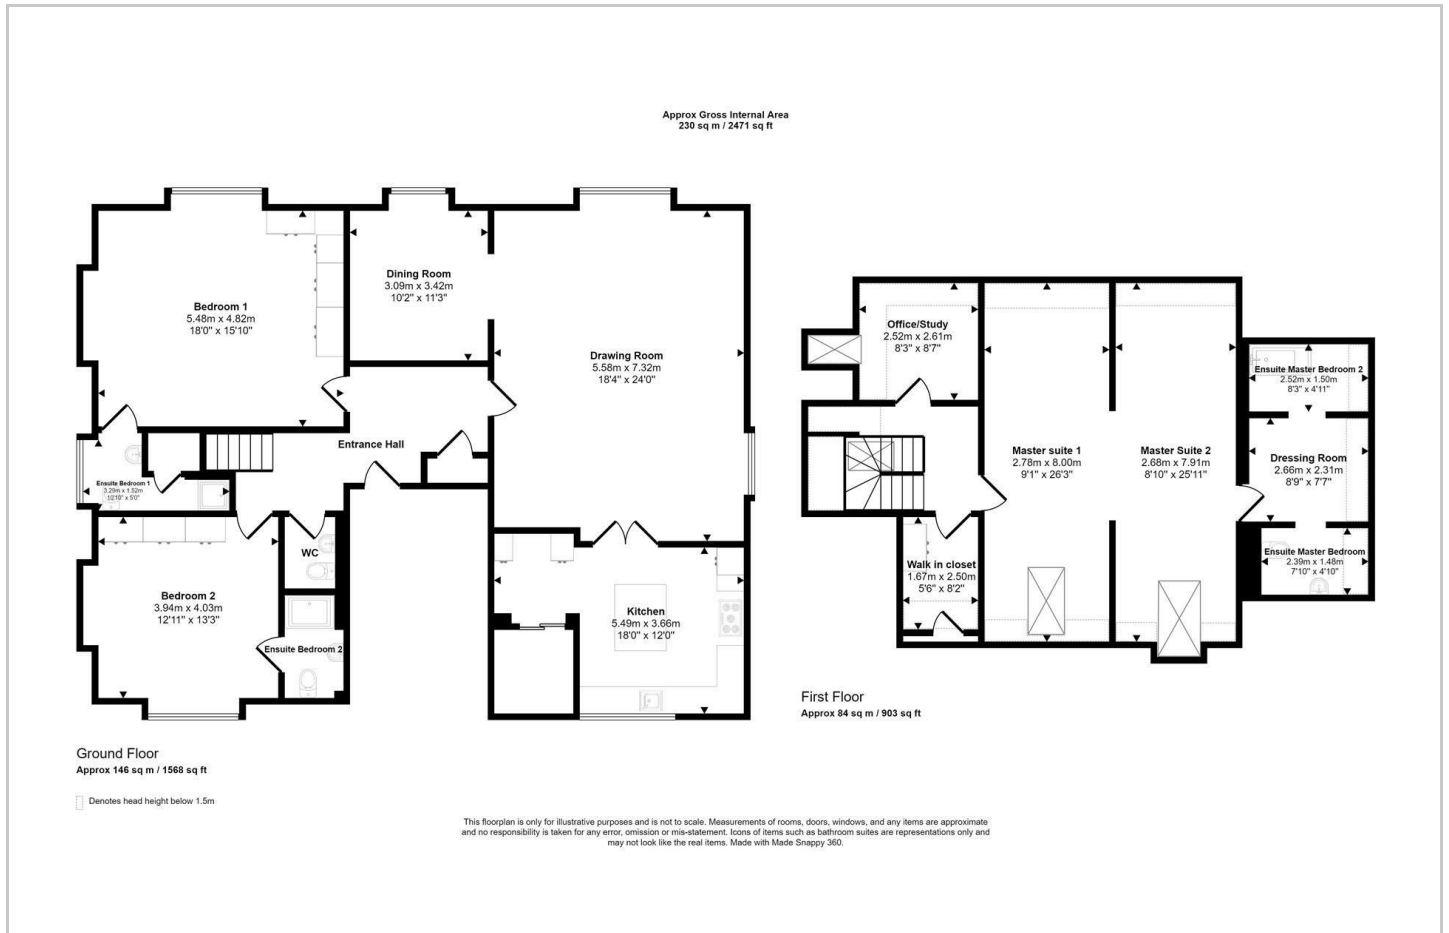 Approx Gross Internal Area
230 sq m / 2471 sq ft
Bedroom 1
5.48m x 4.82m
18'0" x 15'10"
Dining Room
3.09m x 3.42m
10'2" x 11'3"
Drawing Room
5.58m x 7.32m
18'4" x 24'0"
Entrance Hall
Ensuite Bedroom 1
3.29m x 1.52m
10'10" x 5'0"
WC
Bedroom 2
3.94m x 4.03m
12'11" x 13'3"
Ensuite Bedroom 2
Kitchen
5.49m x 3.66m
18'0" x 12'0"
Ground Floor
Approx 146 sq m / 1568 sq ft
Denotes head height below 1.5m
Office/Study
2.52m x 2.61m
8'3" x 8'7"
Master suite 1
2.78m x 8.00m
9'1" x 26'3"
Master Suite 2
2.68m x 7.91m
8'10" x 25'11"
Ensuite Master Bedroom 2
2.52m x 1.50m
8'3" x 4'11"
Dressing Room
2.66m x 2.31m
8'9" x 7'7"
Ensuite Master Bedroom
2.39m x 1.48m
7'10" x 4'10"
Walk in closet
1.67m x 2.50m
5'6" x 8'2"
First Floor
Approx 84 sq m / 903 sq ft
This floorplan is only for illustrative purposes and is not to scale. Measurements of rooms, doors, windows, and any items are approximate
and no responsibility is taken for any error, omission or mis-statement. Icons of items such as bathroom suites are representations only and
may not look like the real items. Made with Made Snappy 360.